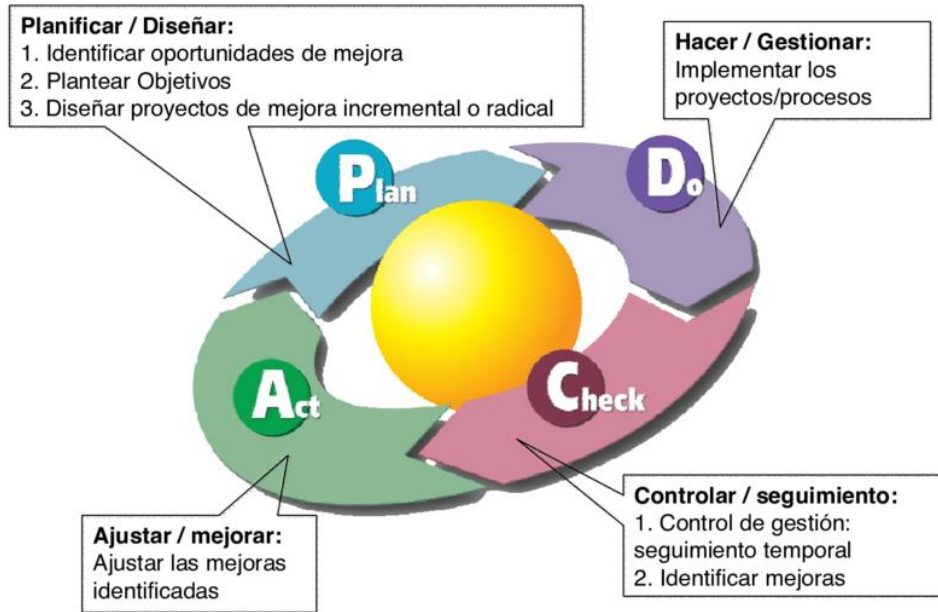 Planificar / Diseñar:
1. Identificar oportunidades de mejora
2. Plantear Objetivos
3. Diseñar proyectos de mejora incremental o radical
Hacer / Gestionar:
Implementar los
proyectos/procesos
Plan
Do
Act
Check
Controlar / seguimiento:
1. Control de gestión:
seguimiento temporal
2. Identificar mejoras
Ajustar / mejorar:
Ajustar las mejoras
identificadas